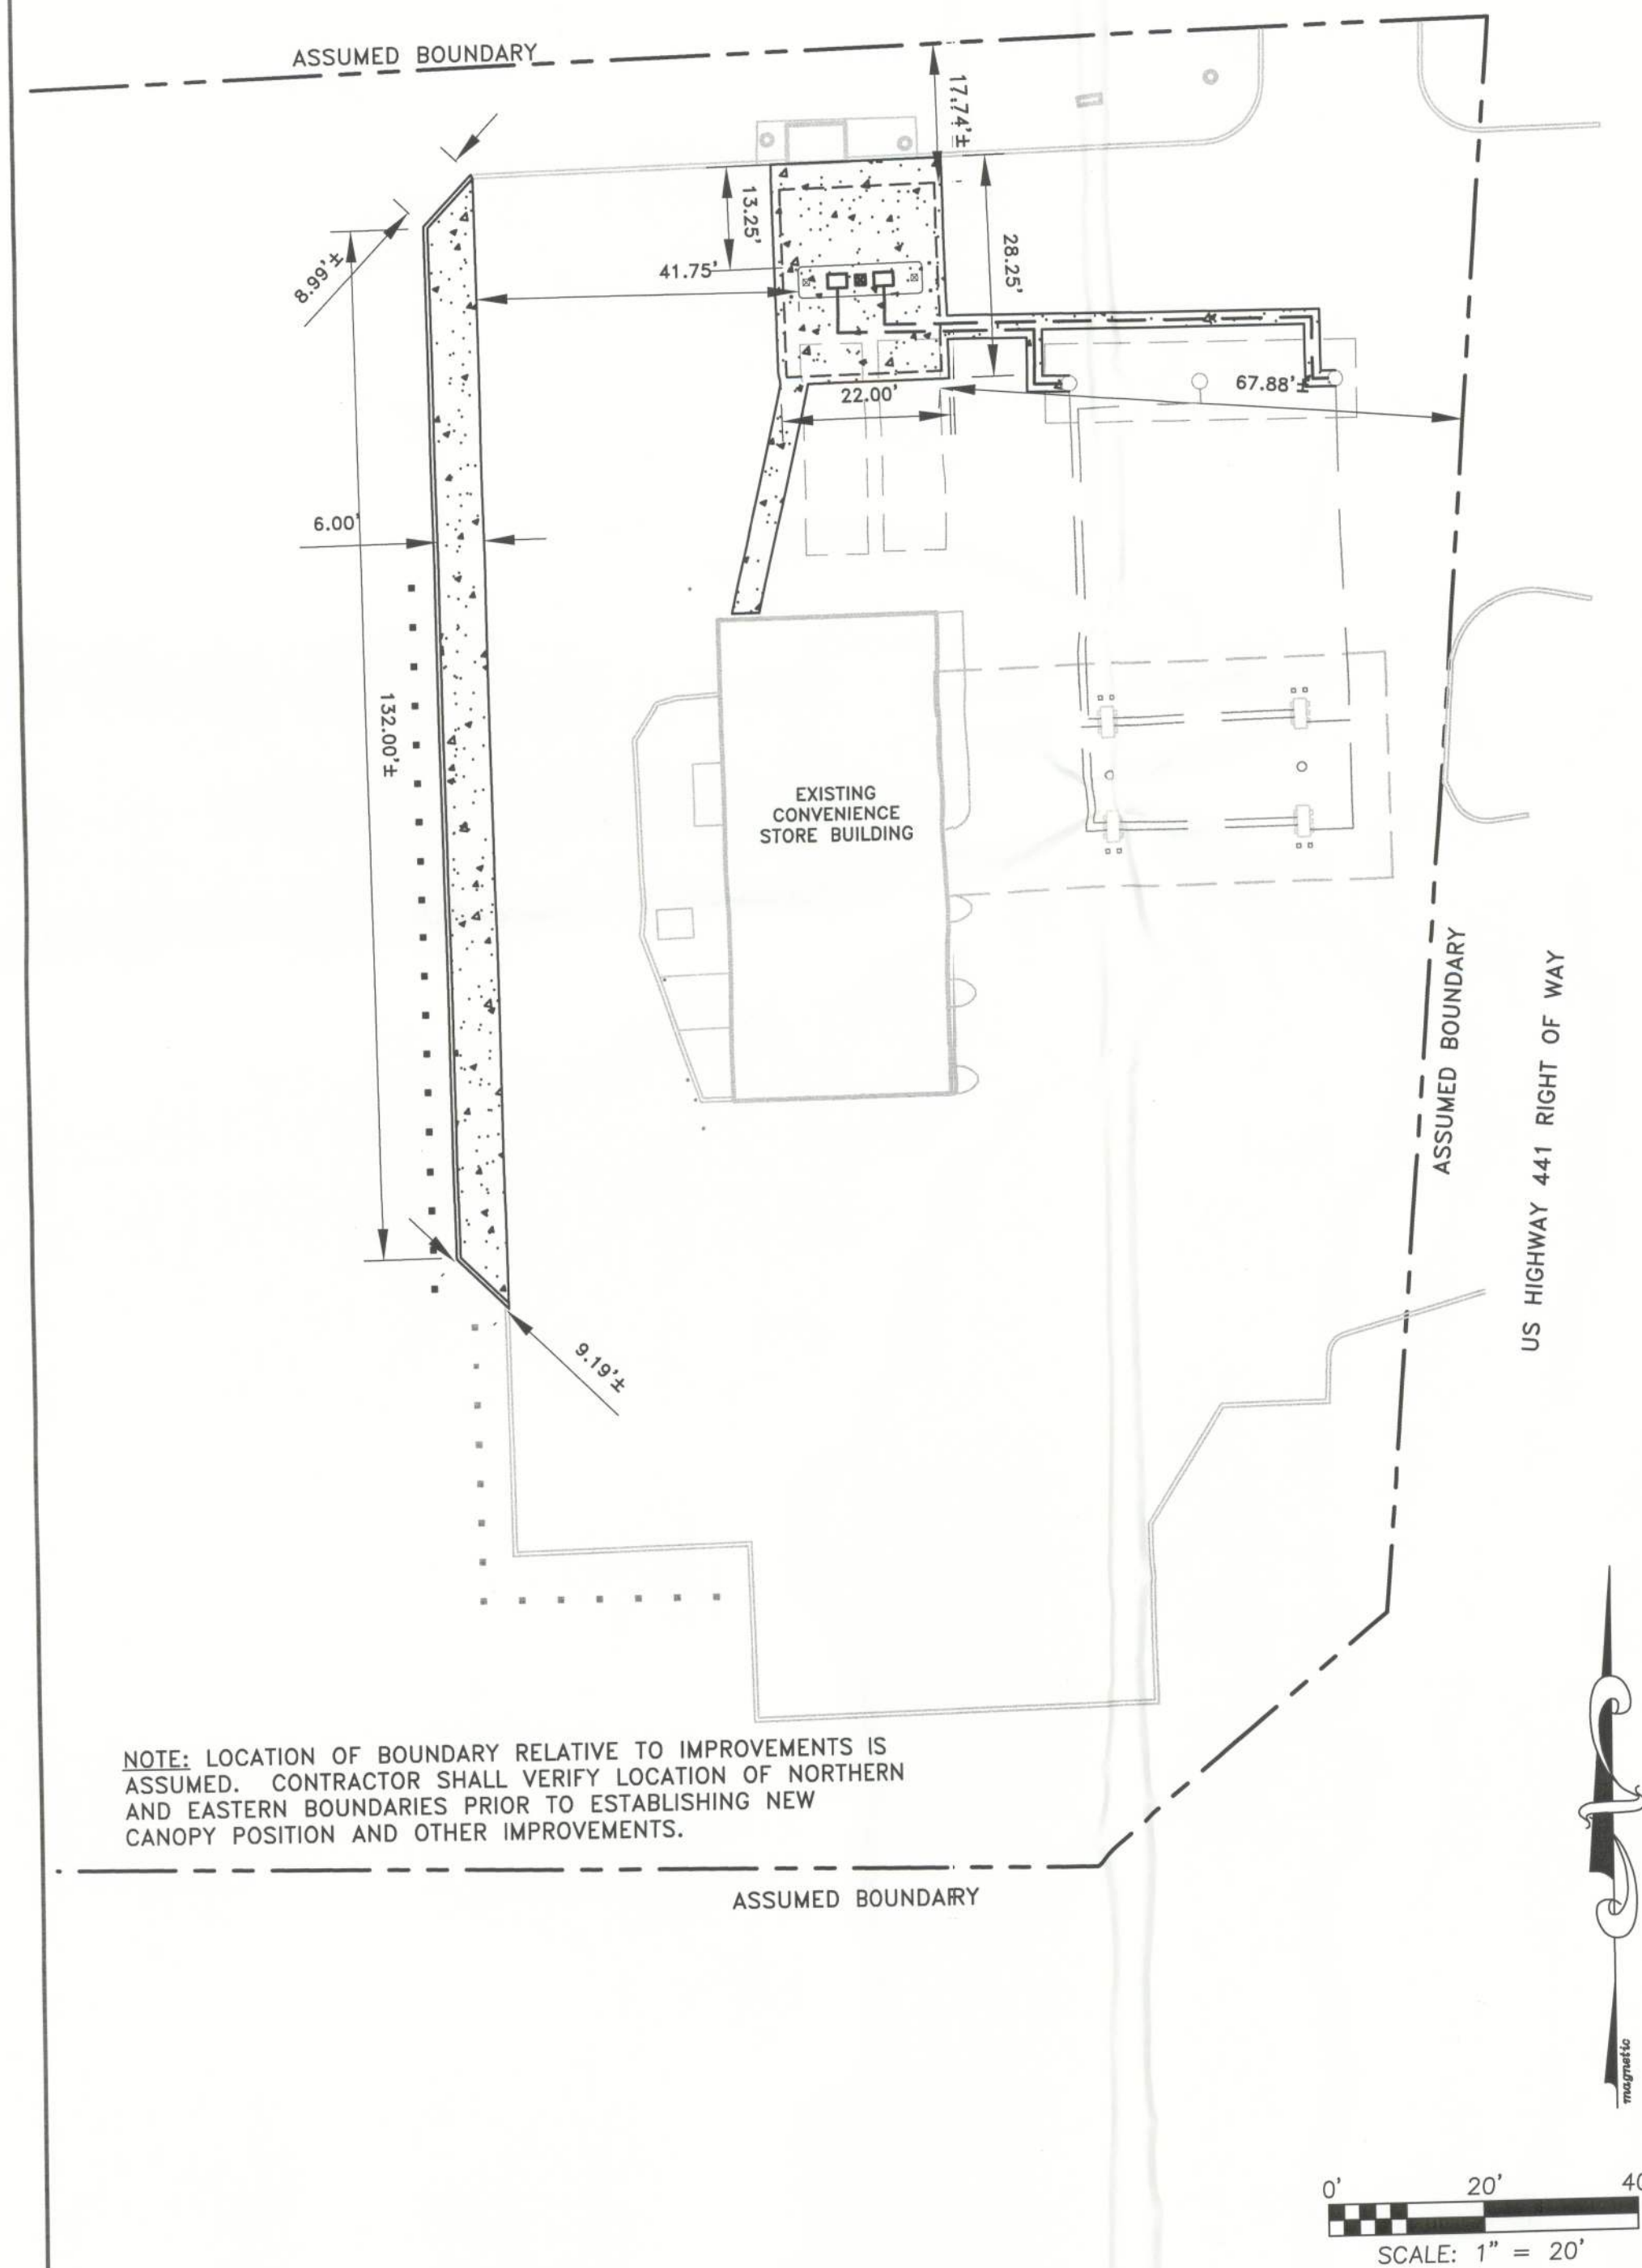 ASSUMED BOUNDARY
17.74'±
13.25'
28.25'
8.99'±
41.75'
67.88'±
22.00'
6.00'
132.00'±
EXISTING
CONVENIENCE
STORE BUILDING
ASSUMED BOUNDARY
US HIGHWAY 441 RIGHT OF WAY
9.19'±
NOTE: LOCATION OF BOUNDARY RELATIVE TO IMPROVEMENTS IS
ASSUMED. CONTRACTOR SHALL VERIFY LOCATION OF NORTHERN
AND EASTERN BOUNDARIES PRIOR TO ESTABLISHING NEW
CANOPY POSITION AND OTHER IMPROVEMENTS.
ASSUMED BOUNDARY
magnetic
0' 20' 40
SCALE: 1" = 20'